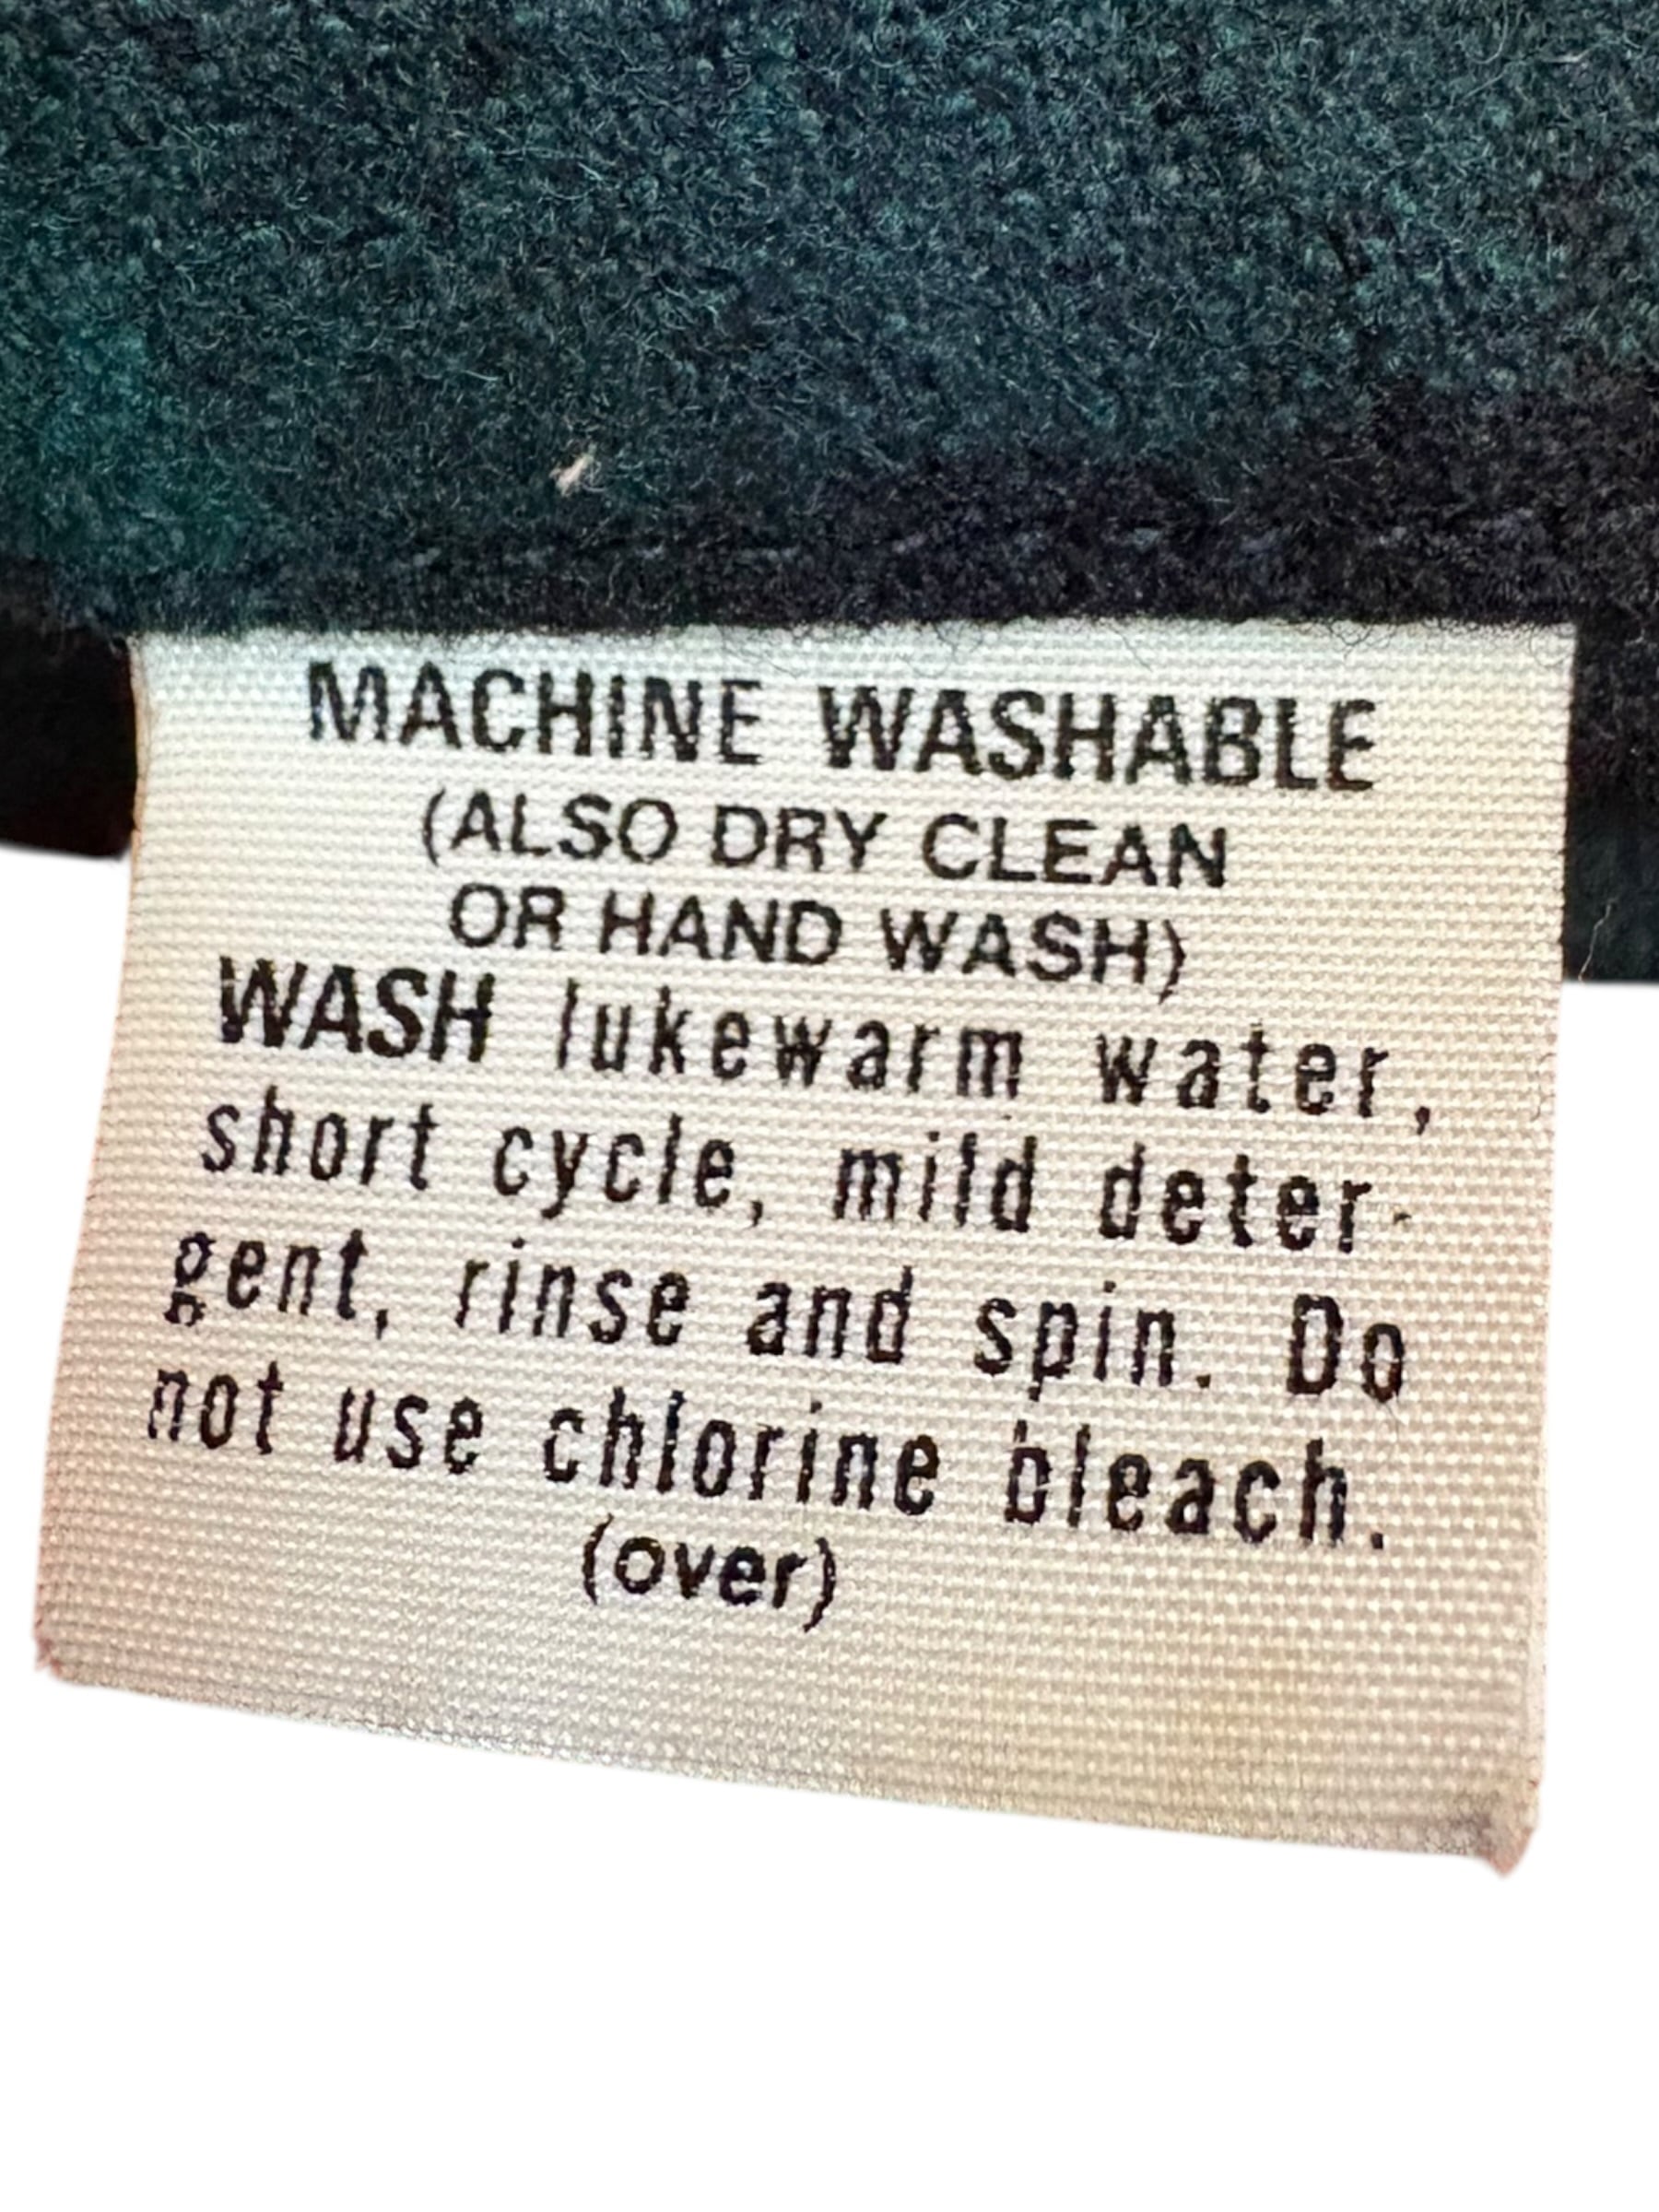 MACHINE WASHABLE
(ALSO DRY CLEAN
OR HAND WASH)
WASH lukewarm water,
short cycle, mild deter-
gent, rinse and spin. Do
not use chlorine bleach.
(over)